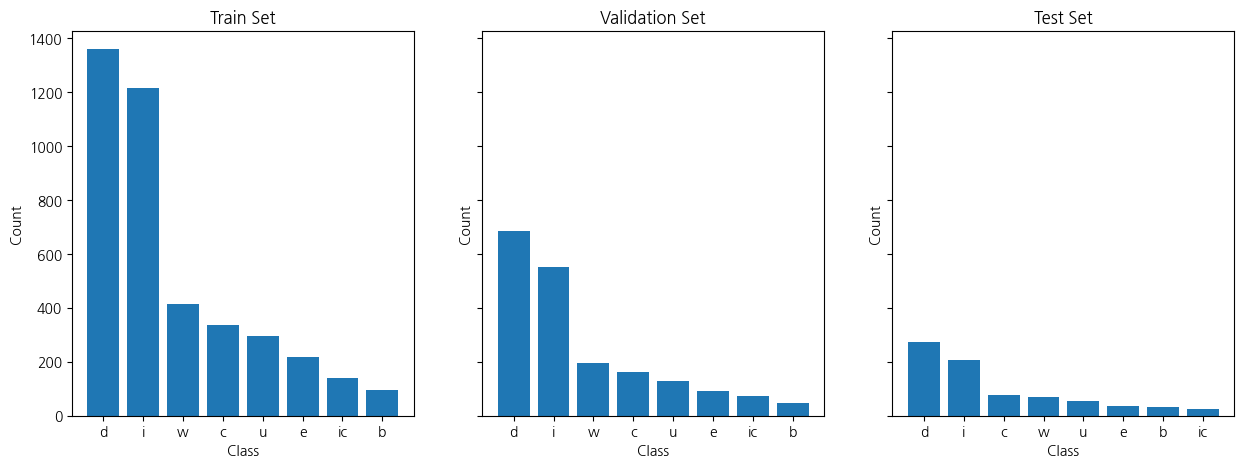 Train Set
Validation Set
Test Set
1400
1200
1000
800
600
400
200
0
Count
d i w c u e ic b
Class
Count
d i w c u e ic b
Class
Count
d i c w u e b ic
Class